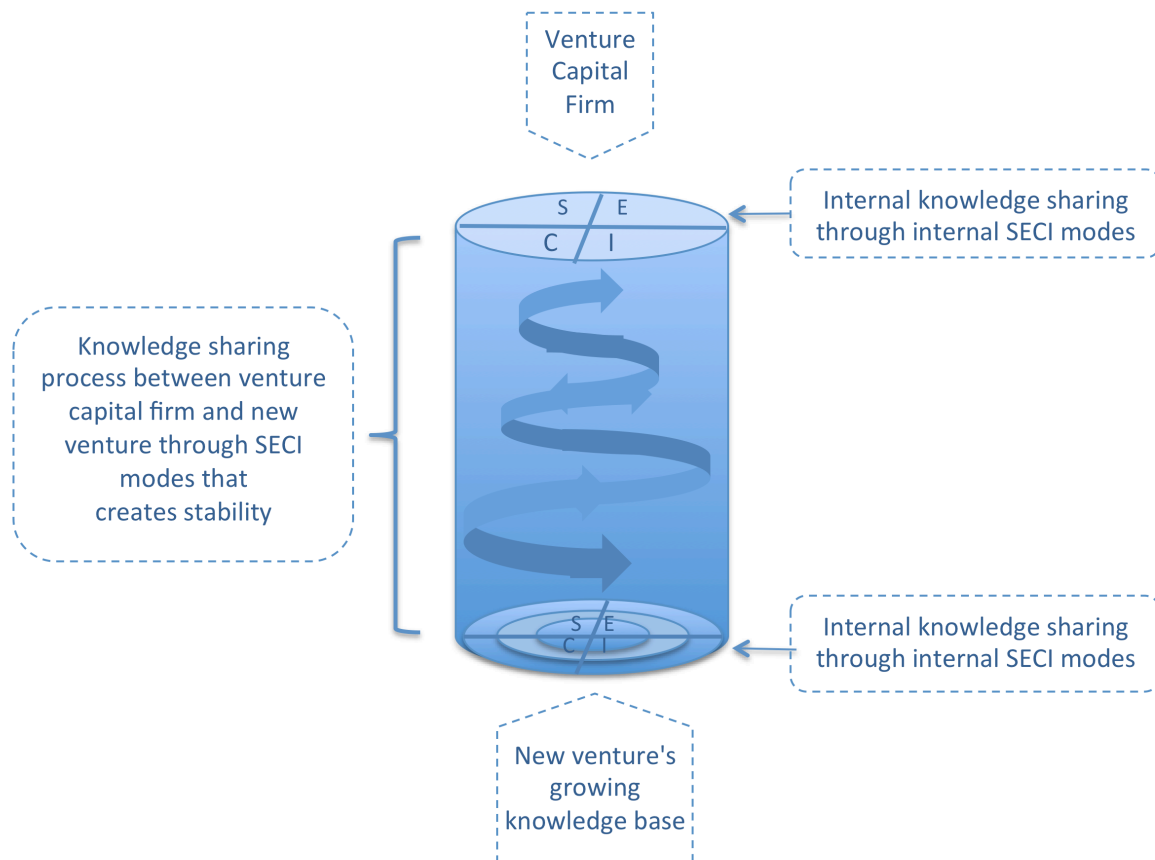 Venture
Capital
Firm
Internal knowledge sharing
through internal SECI modes
S E
C I
Knowledge sharing
process between venture
capital firm and new
venture through SECI
modes that
creates stability
S E
C I
Internal knowledge sharing
through internal SECI modes
New venture's
growing
knowledge base